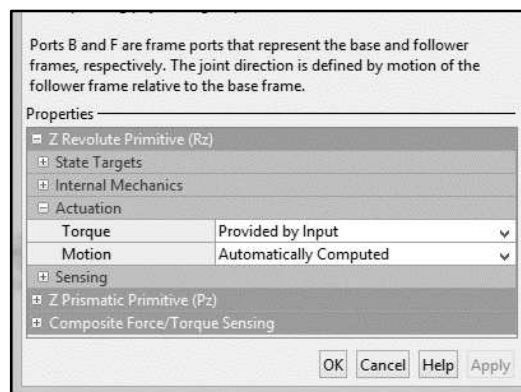 Ports B and F are frame ports that represent the base and follower
frames, respectively. The joint direction is defined by motion of the
follower frame relative to the base frame.
Properties
Z Revolute Primitive (Rz)
State Targets
Internal Mechanics
Actuation
Torque Provided by Input
Motion Automatically Computed
Sensing
Z Prismatic Primitive (Pz)
Composite Force/Torque Sensing
OK Cancel Help Apply